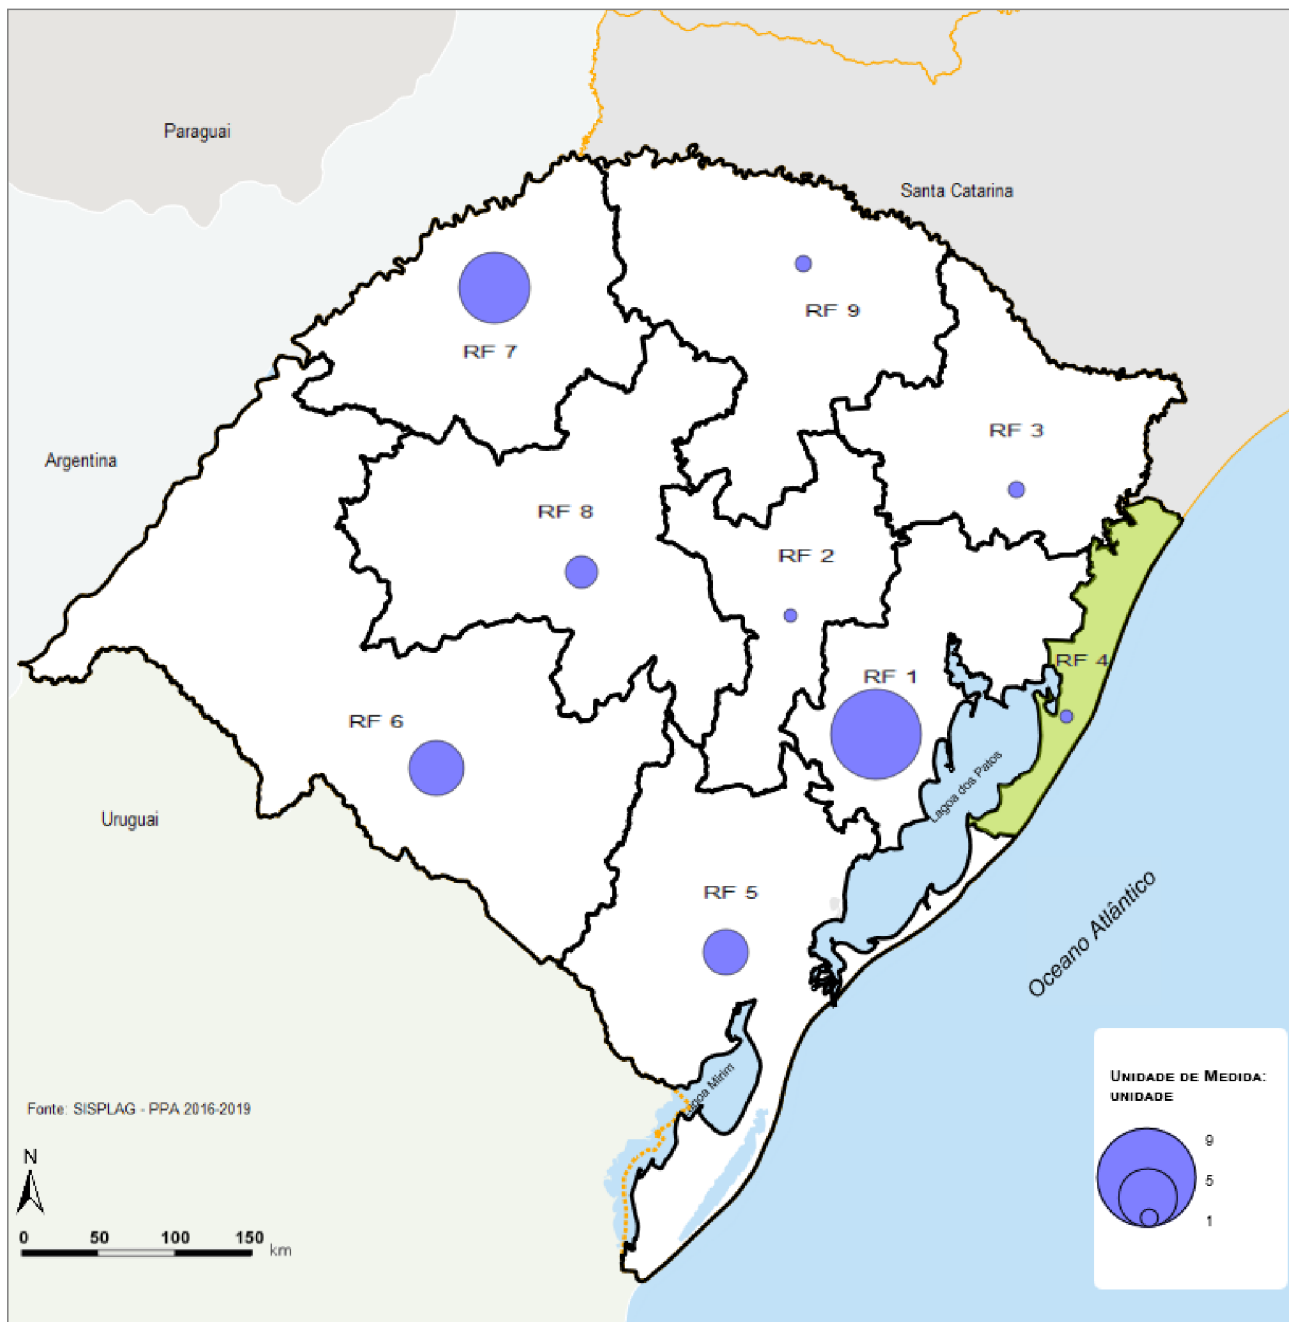 Paraguai
Santa Catarina
RF 9
RF 7
RF 3
Argentina
RF 8
RF 2
RF 4
RF 1
RF 6
Lagoa dos Patos
Uruguai
RF 5
Oceano Atlântico
Lagoa Mirim
Fonte: SISPLAG - PPA 2016-2019
N
0 50 100 150
km
UNIDADE DE MEDIDA:
UNIDADE
9
5
1